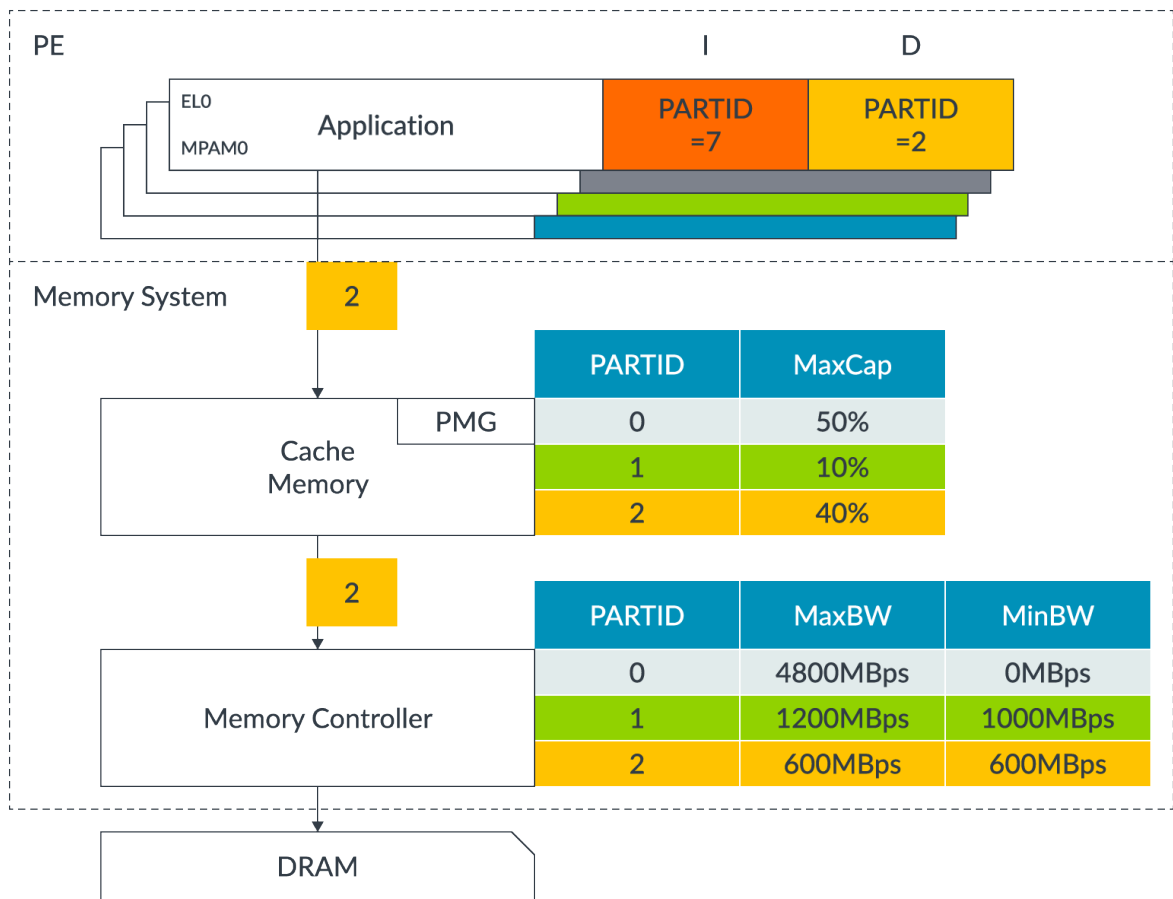 PE
I
D
EL0
MPAM0
Application
PARTID
=7
PARTID
=2
Memory System
2
Cache
Memory
PMG
PARTID MaxCap
0 50%
1 10%
2 40%
2
Memory Controller
PARTID MaxBW MinBW
0 4800MBps 0MBps
1 1200MBps 1000MBps
2 600MBps 600MBps
DRAM